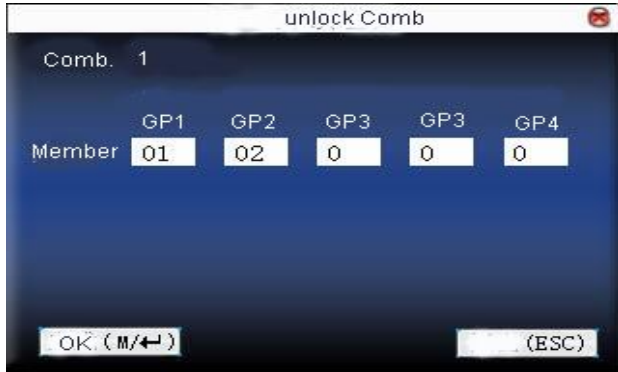 unlock Comb
Comb. 1
GP1 GP2 GP3 GP3 GP4
Member 01 02 0 0 0
OK (M/↵) (ESC)